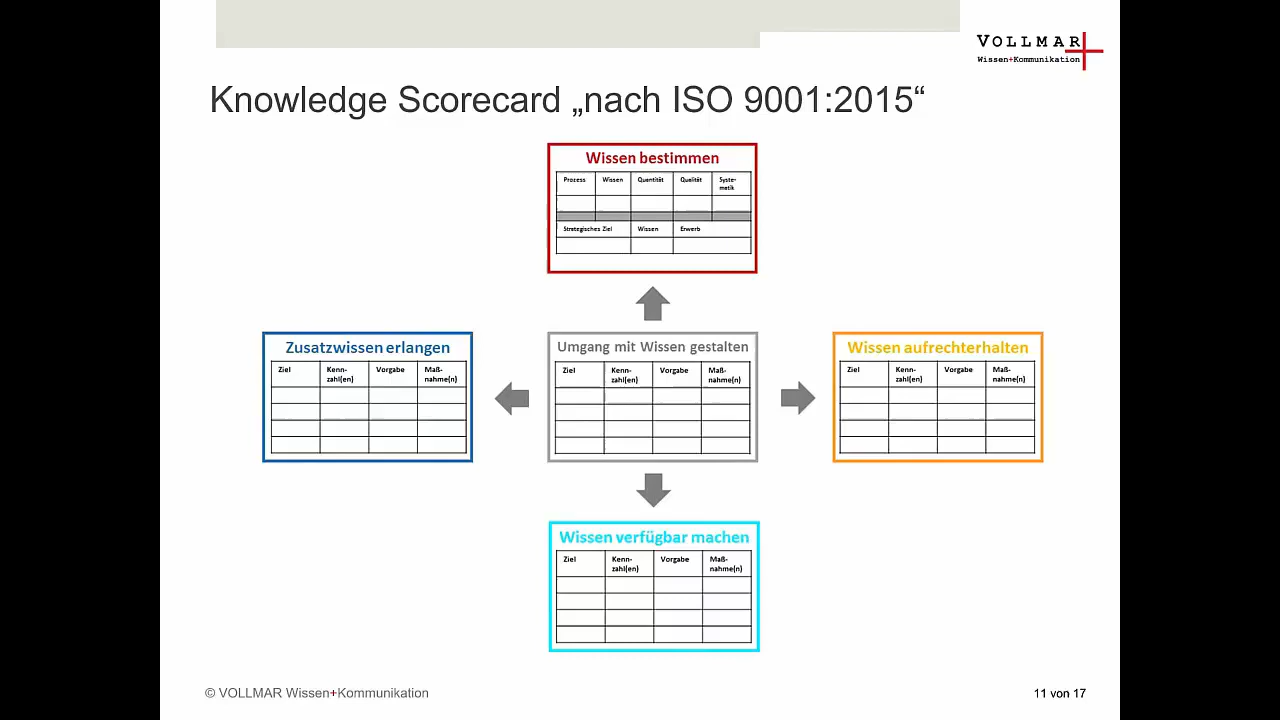 VOLLMAR
Wissen+Kommunikation
Knowledge Scorecard „nach ISO 9001:2015“
Wissen bestimmen
Prozess Wissen Quantität Qualität Syste-
matik
Strategisches Ziel Wissen Erwerb
Zusatzwissen erlangen
Ziel Kenn- Vorgabe Maß-
zahl(en) nahme(n)
Umgang mit Wissen gestalten
Ziel Kenn- Vorgabe Maß-
zahl(en) nahme(n)
Wissen aufrechterhalten
Ziel Kenn- Vorgabe Maß-
zahl(en) nahme(n)
Wissen verfügbar machen
Ziel Kenn- Vorgabe Maß-
zahl(en) nahme(n)
© VOLLMAR Wissen+Kommunikation
11 von 17